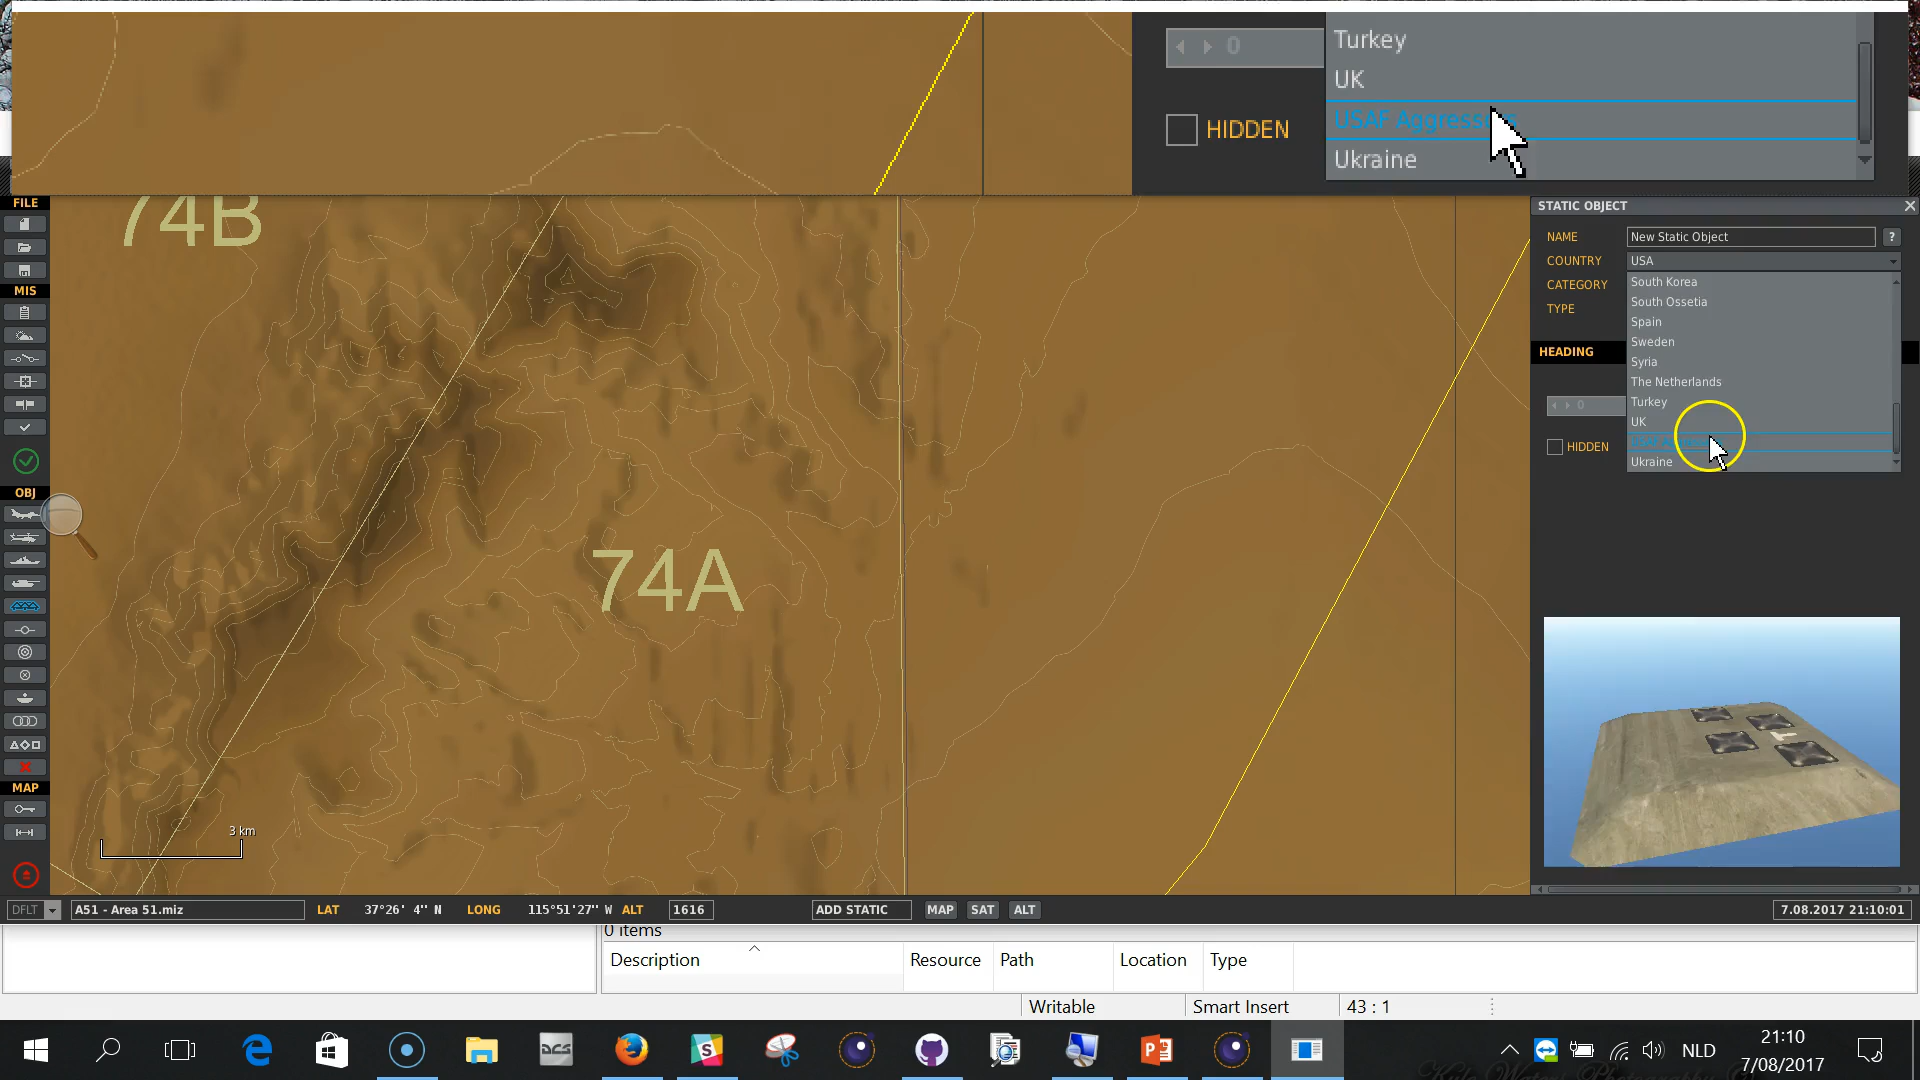 Turkey
0
UK
USAF Aggressors
HIDDEN
Ukraine
FILE
MIS
OBJ
MAP
74B
74A
3 km
STATIC OBJECT
NAME New Static Object ?
COUNTRY USA
CATEGORY
TYPE
South Korea
South Ossetia
Spain
Sweden
Syria
The Netherlands
Turkey
UK
Ukraine
HEADING
0
HIDDEN
DFLT A51 - Area 51.miz LAT 37°26' 4'' N LONG 115°51'27'' W ALT 1616 ADD STATIC MAP SAT ALT 7.08.2017 21:10:01
0 items
Description Resource Path Location Type
Writable Smart Insert 43 : 1
DCS
NLD
21:10
7/08/2017